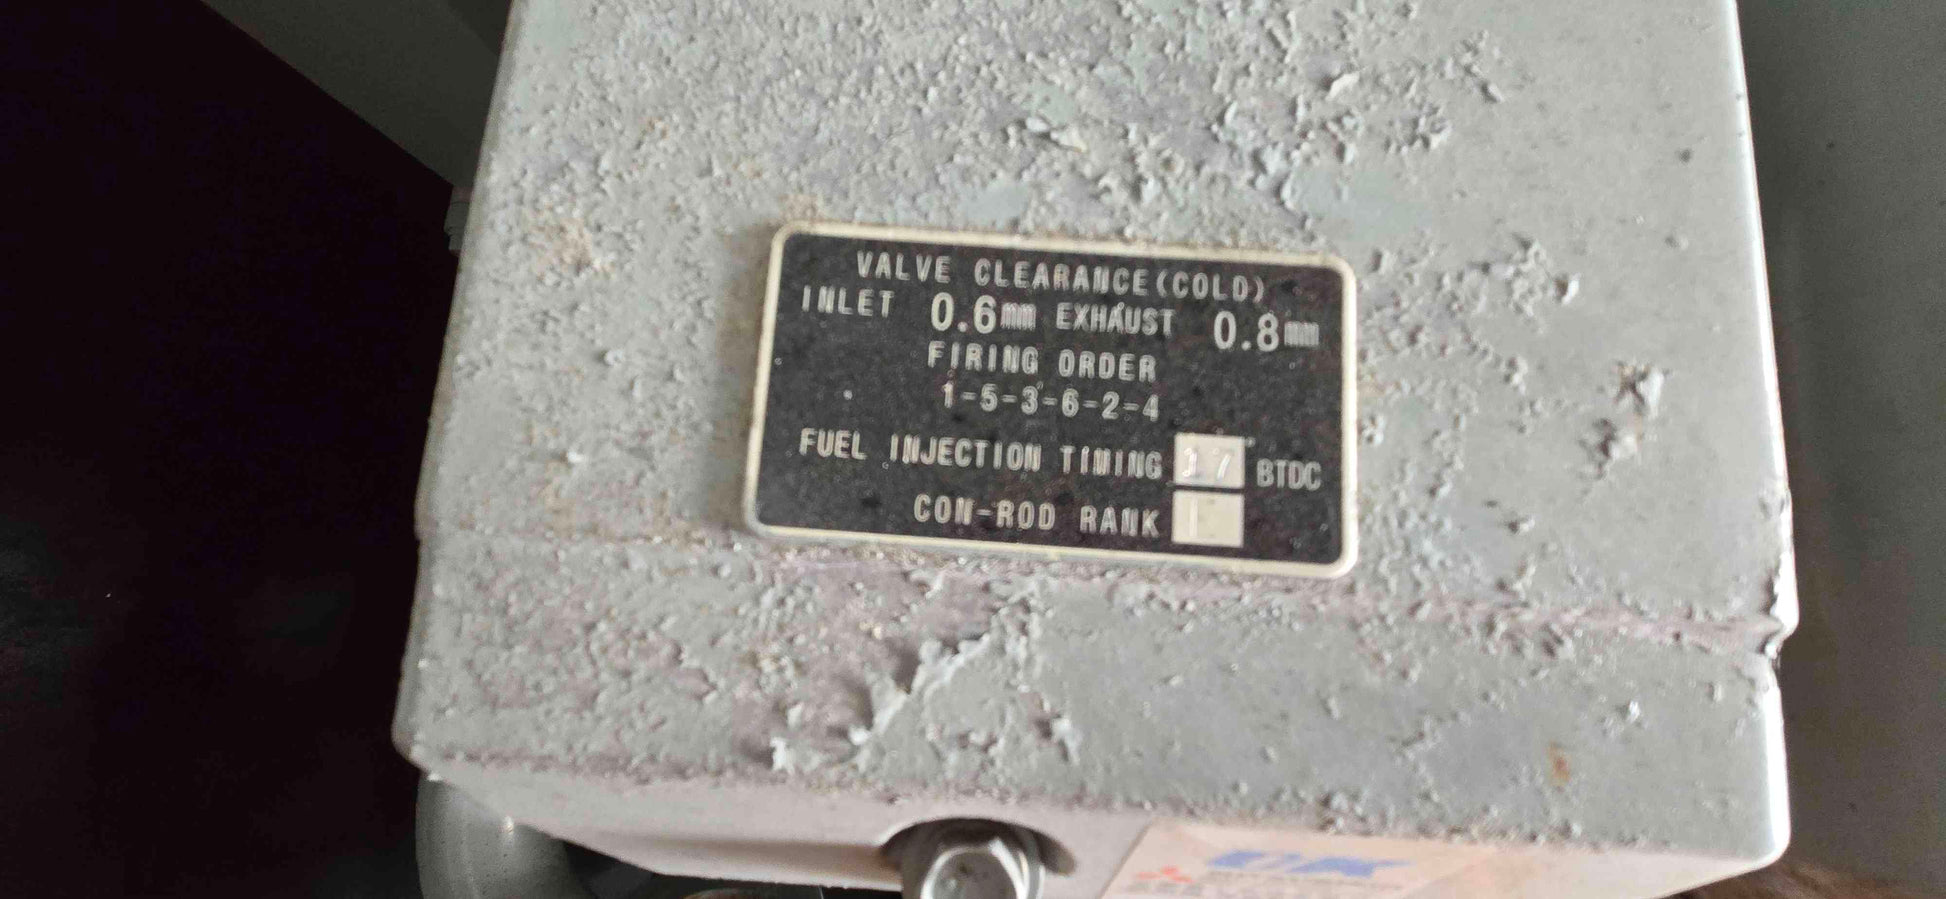 VALVE CLEARANCE(COLD)
INLET 0.6mm EXHAUST 0.8mm
FIRING ORDER
1-5-3-6-2-4
FUEL INJECTION TIMING 17° BTDC
CON-ROD RANK